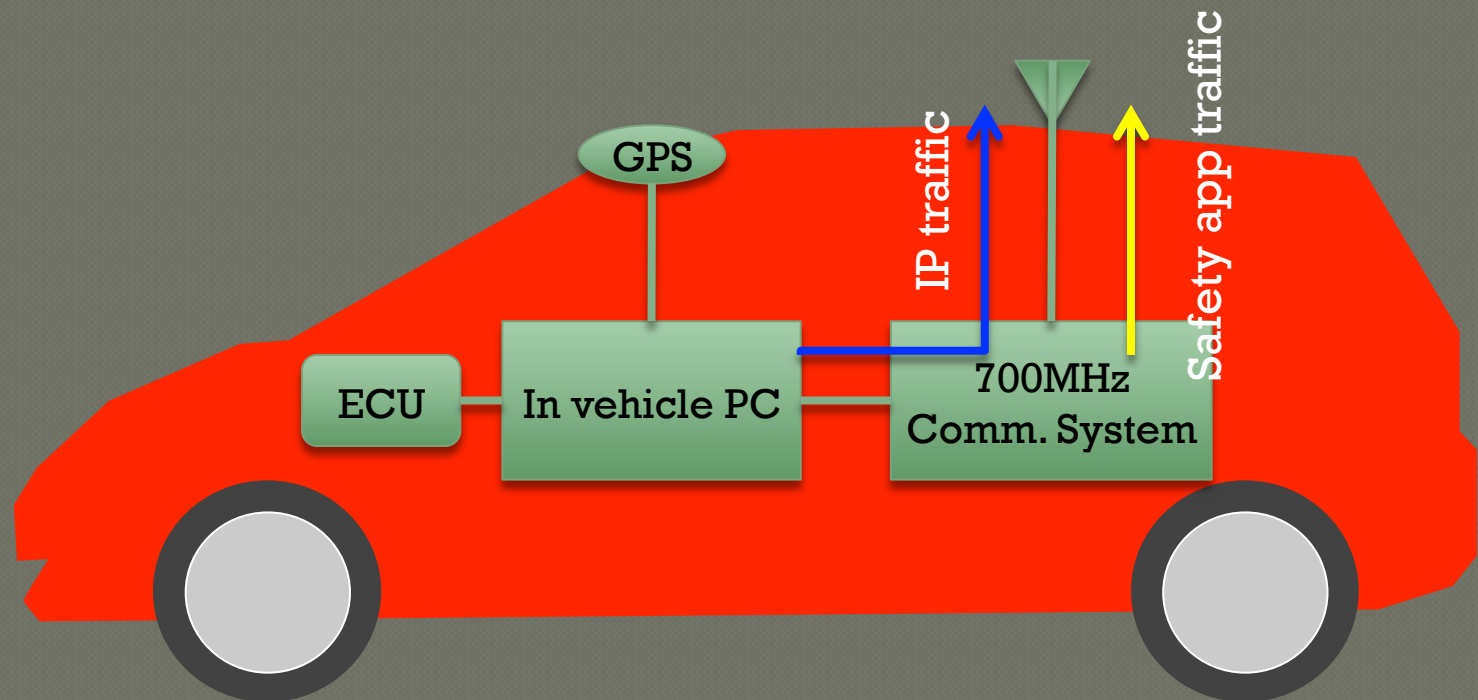 GPS
IP traffic
Safety app traffic
ECU
In vehicle PC
700MHz
Comm. System